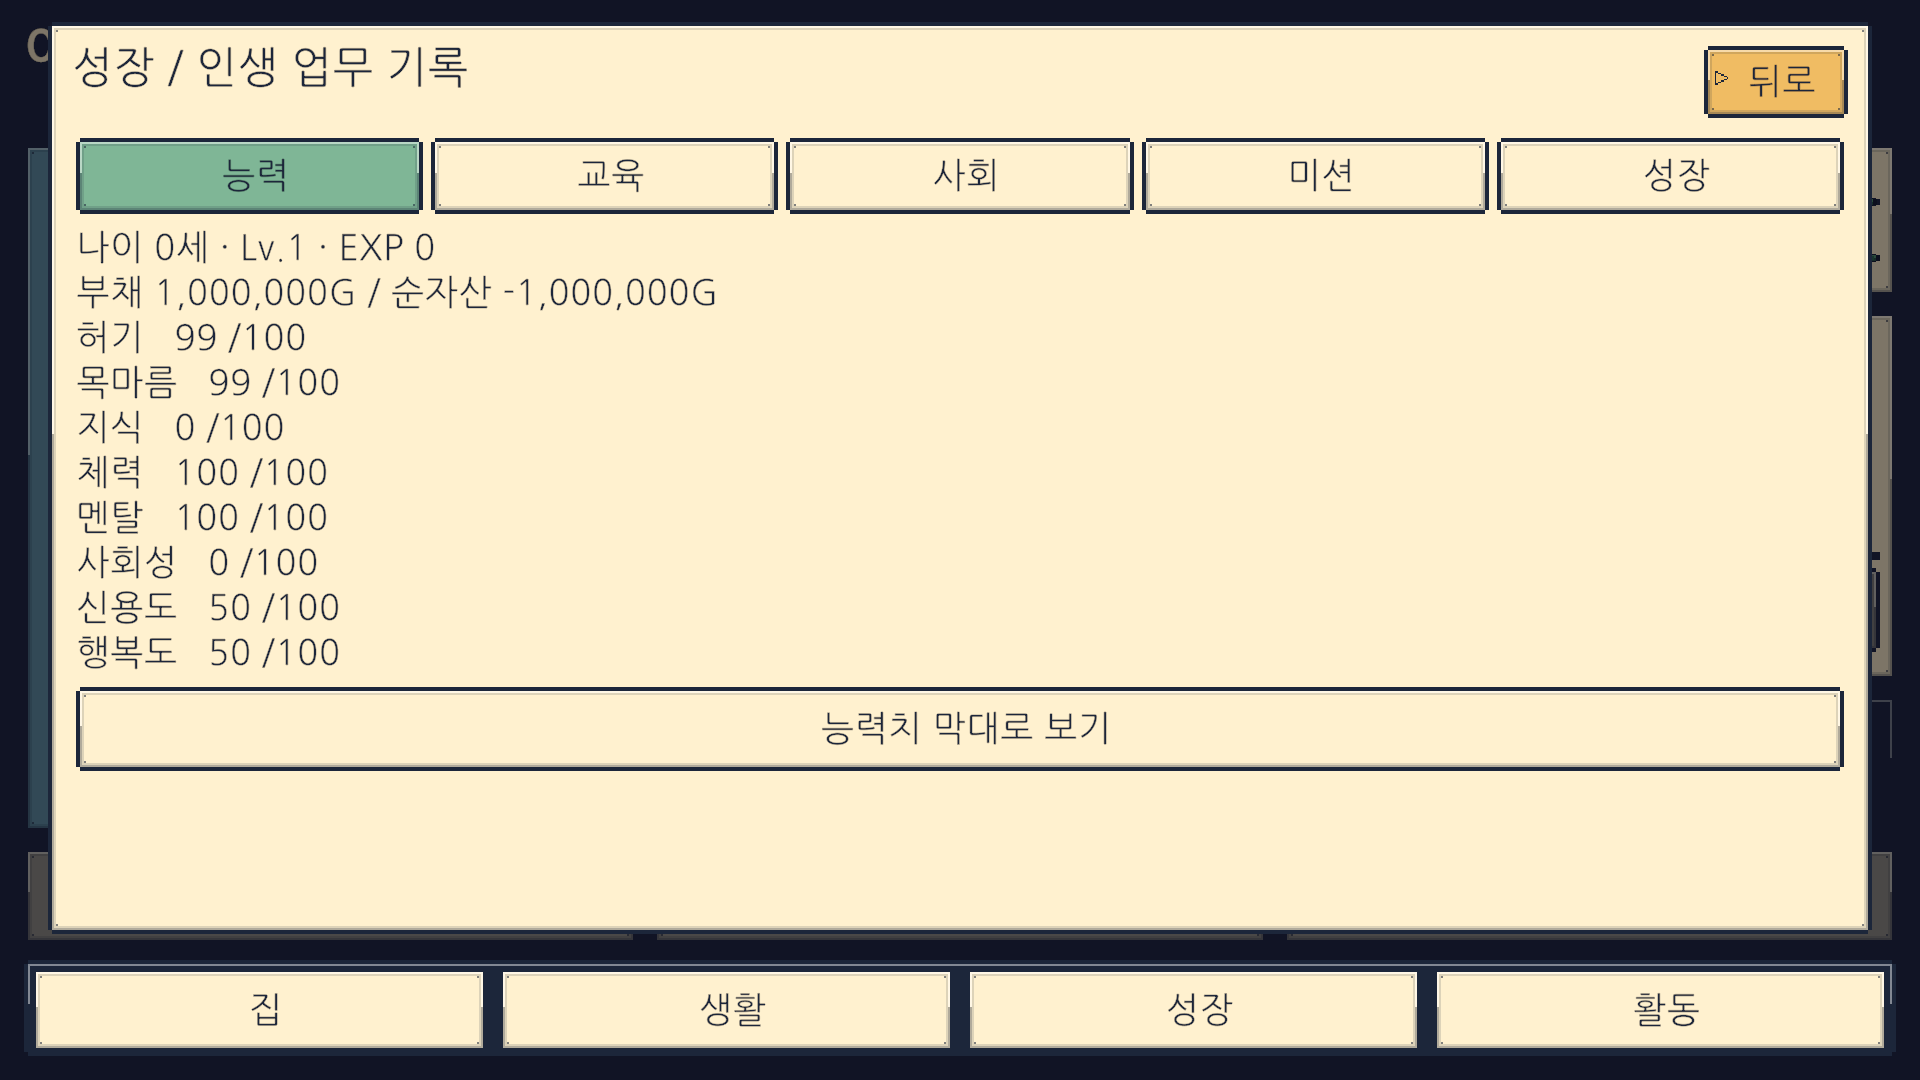 성장 / 인생 업무 기록
뒤로
능력
교육
사회
미션
성장
나이 0세 · Lv.1 · EXP 0
부채 1,000,000G / 순자산 -1,000,000G
허기 99 /100
목마름 99 /100
지식 0 /100
체력 100 /100
멘탈 100 /100
사회성 0 /100
신용도 50 /100
행복도 50 /100
능력치 막대로 보기
집
생활
성장
활동